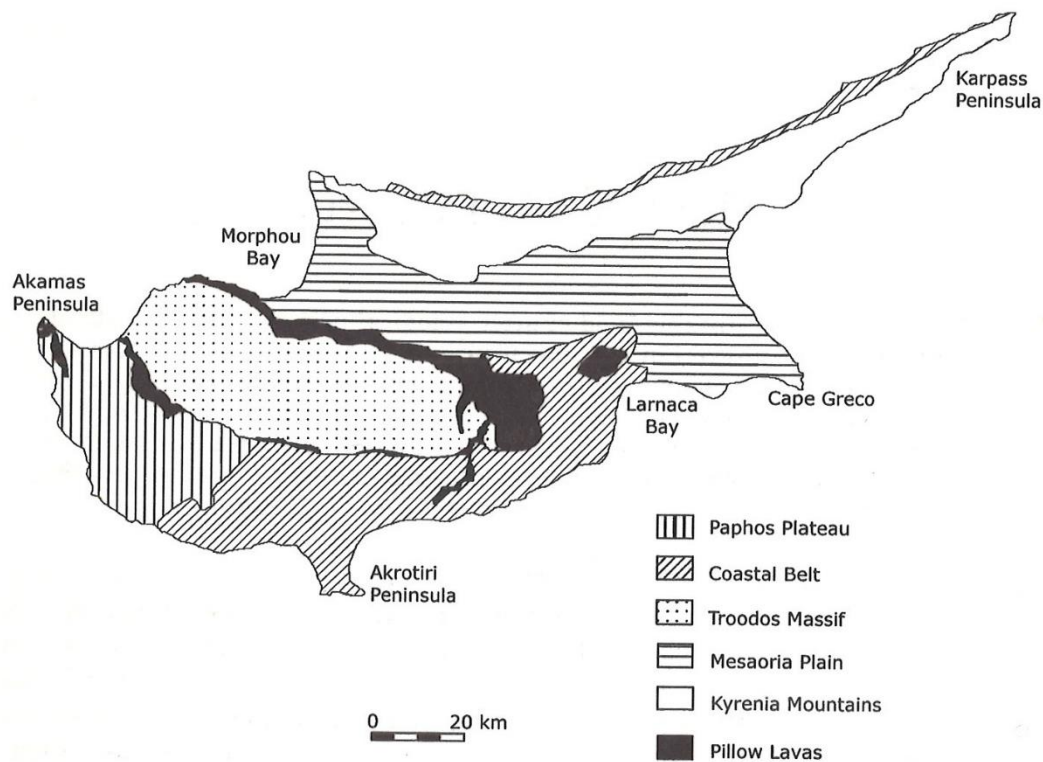 Karpass
Peninsula
Morphou
Bay
Akamas
Peninsula
Larnaca
Bay
Cape Greco
Akrotiri
Peninsula
Paphos Plateau
Coastal Belt
Troodos Massif
Mesaoria Plain
Kyrenia Mountains
Pillow Lavas
0 20 km